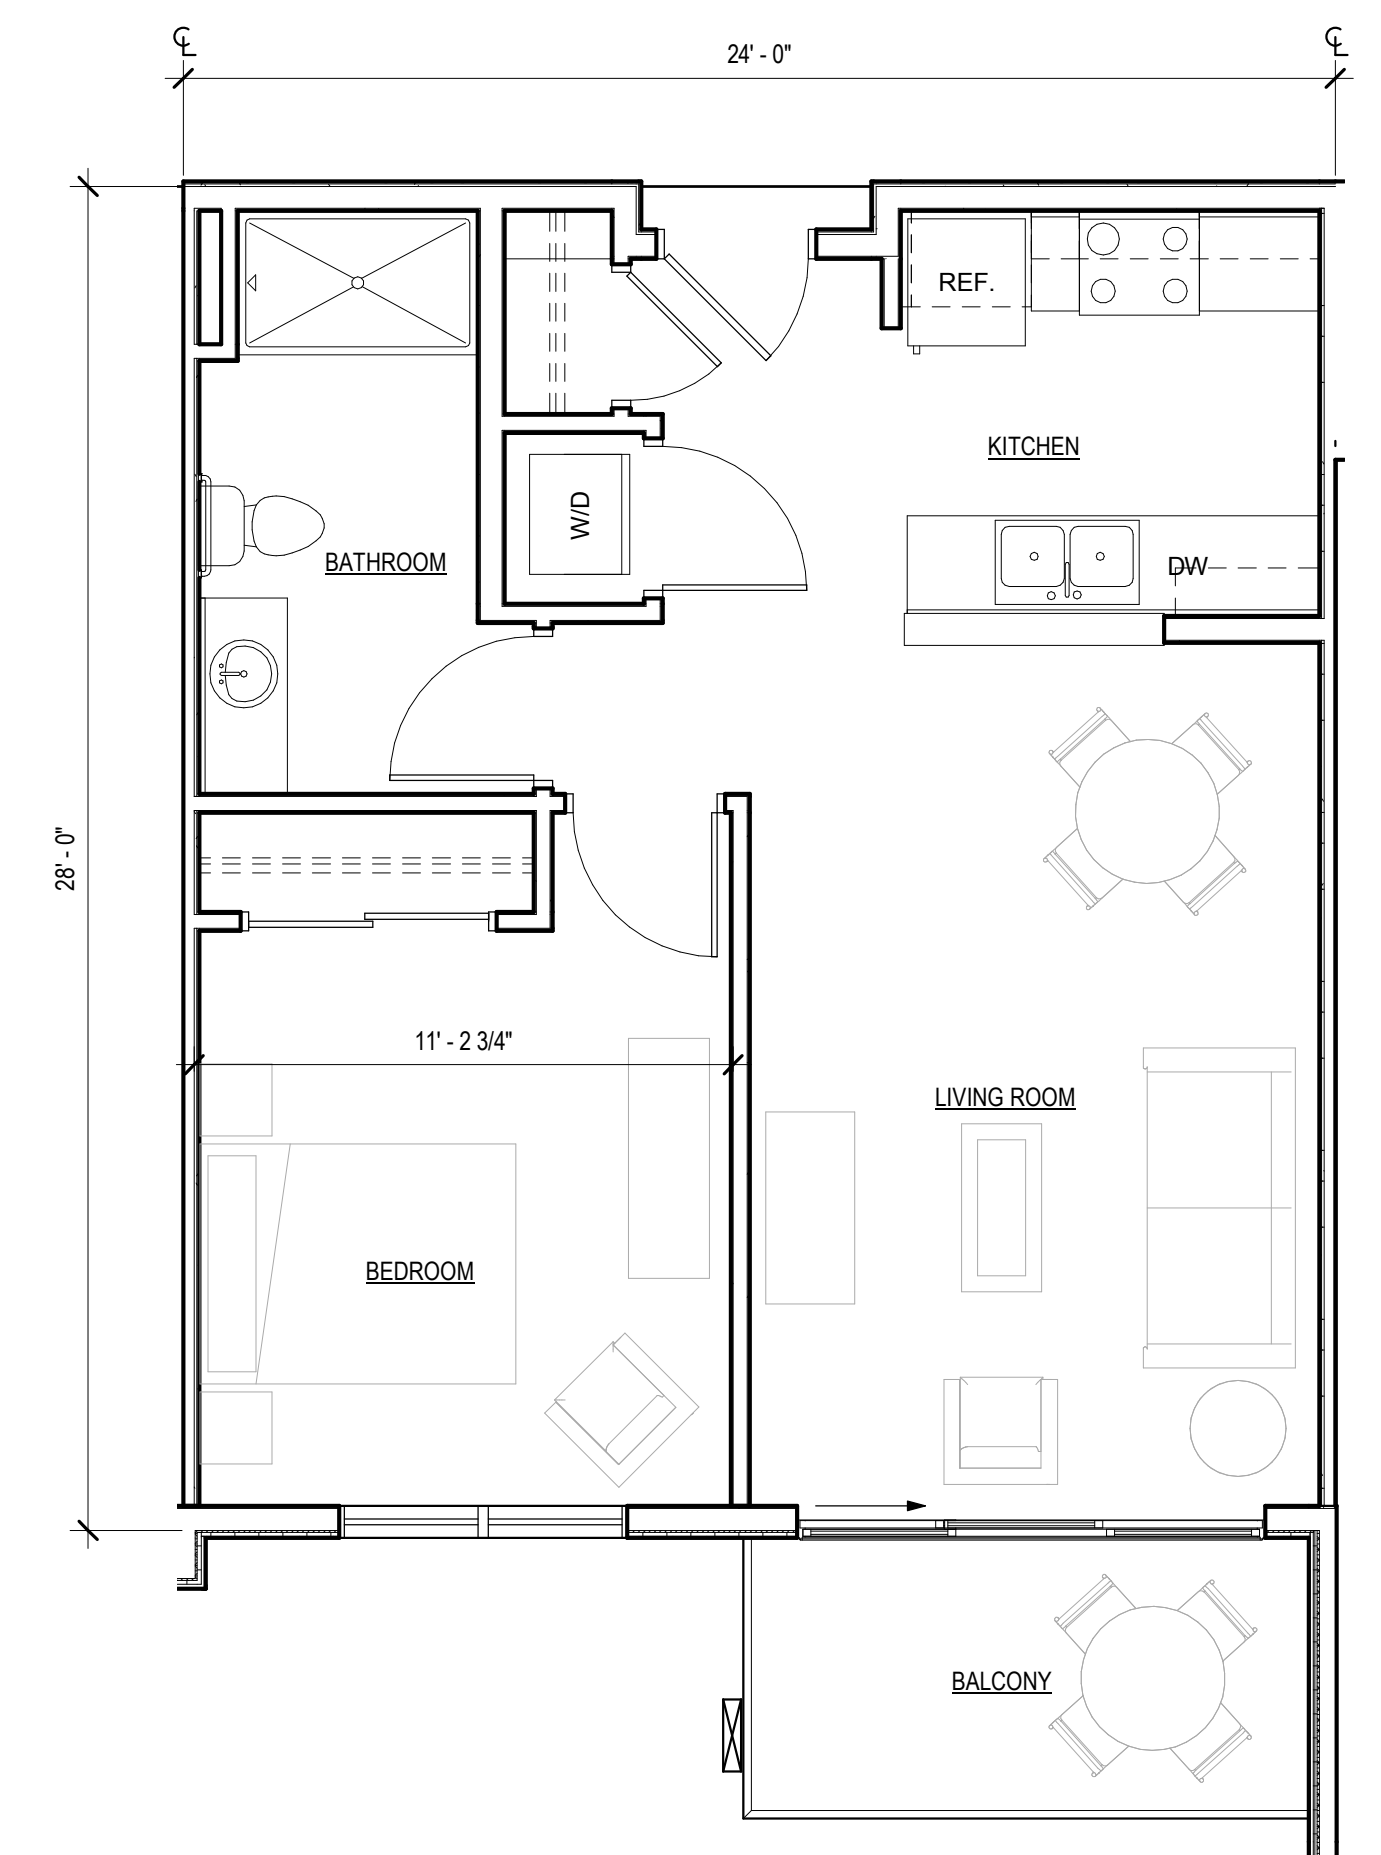 ℄ ℄
24' - 0"
REF.
KITCHEN
W/D
BATHROOM
DW
28' - 0"
11' - 2 3/4"
LIVING ROOM
BEDROOM
BALCONY